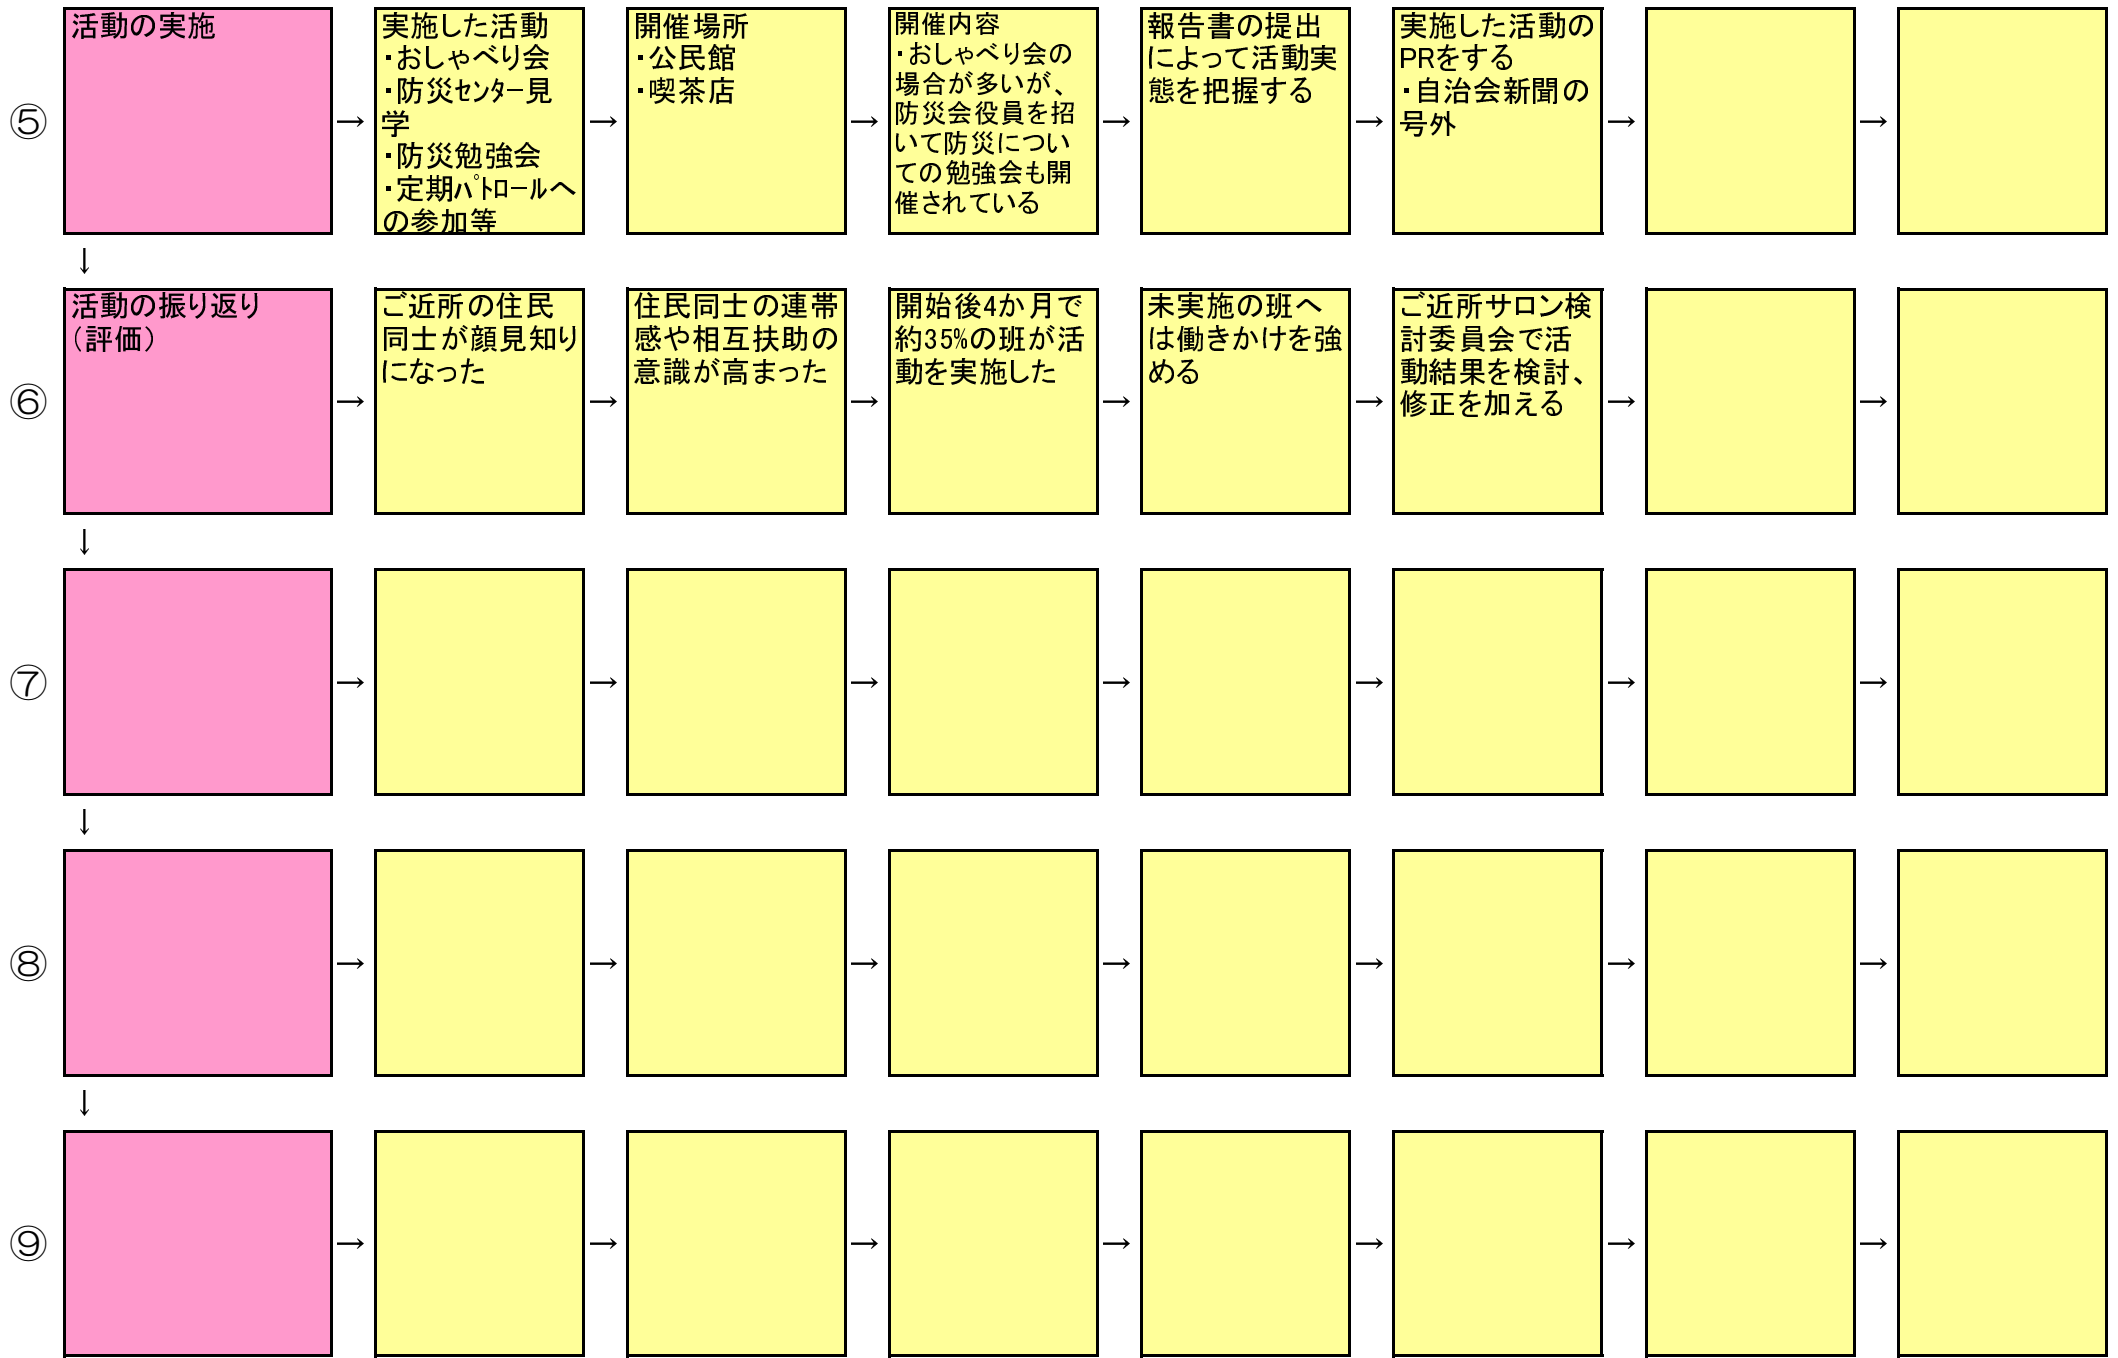 ⑤
活動の実施
→
実施した活動
・おしゃべり会
・防災ｾﾝﾀｰ見
学
・防災勉強会
・定期ﾊﾟﾄﾛｰﾙへ
の参加等
→
開催場所
・公民館
・喫茶店
→
開催内容
・おしゃべり会の
場合が多いが、
防災会役員を招
いて防災につい
ての勉強会も開
催されている
→
報告書の提出
によって活動実
態を把握する
→
実施した活動の
PRをする
・自治会新聞の
号外
→
→
↓
⑥
活動の振り返り
（評価）
→
ご近所の住民
同士が顔見知り
になった
→
住民同士の連帯
感や相互扶助の
意識が高まった
→
開始後4か月で
約35%の班が活
動を実施した
→
未実施の班へ
は働きかけを強
める
→
ご近所サロン検
討委員会で活
動結果を検討、
修正を加える
→
→
↓
⑦
→
→
→
→
→
→
→
↓
⑧
→
→
→
→
→
→
→
↓
⑨
→
→
→
→
→
→
→